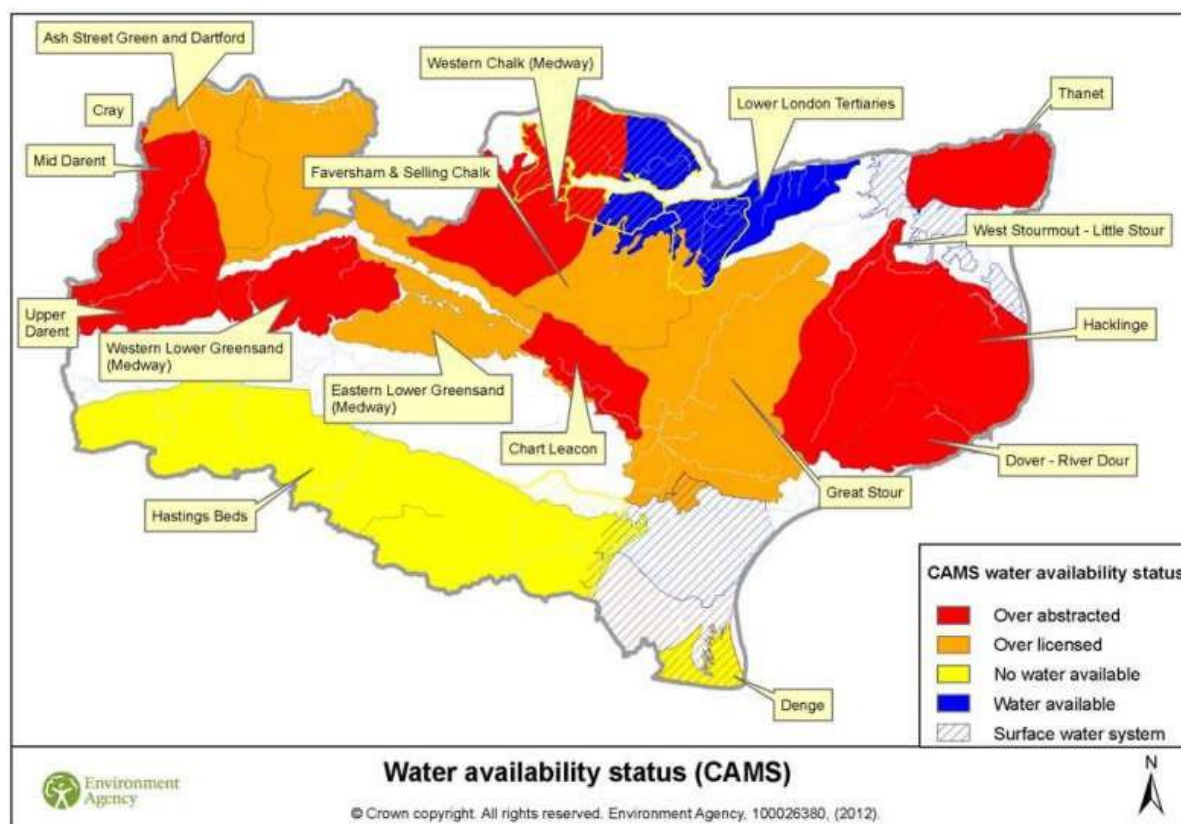 Ash Street Green and Dartford
Western Chalk (Medway)
Lower London Tertiaries
Thanet
Cray
Mid Darent
Faversham & Selling Chalk
West Stourmout - Little Stour
Upper
Darent
Western Lower Greensand
(Medway)
Hacklinge
Eastern Lower Greensand
(Medway)
Chart Leacon
Dover - River Dour
Great Stour
Hastings Beds
Denge
CAMS water availability status
Over abstracted
Over licensed
No water available
Water available
Surface water system
Environment
Agency
Water availability status (CAMS)
© Crown copyright. All rights reserved. Environment Agency, 100026380, (2012).
N